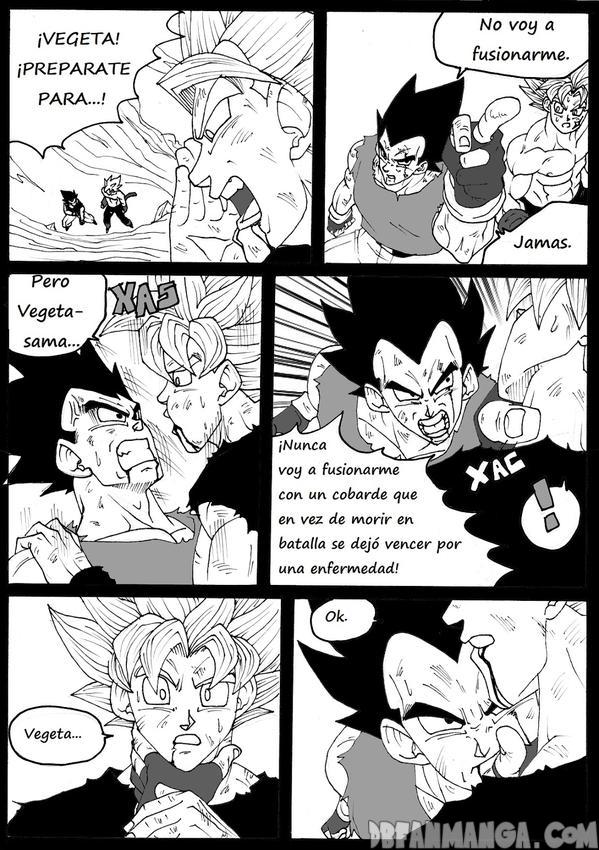 ¡VEGETA!
¡PREPARATE
PARA...!
No voy a
fusionarme.
Jamas.
Pero
Vegeta-
sama...
XAS
¡Nunca
voy a fusionarme
con un cobarde que
en vez de morir en
batalla se dejó vencer por
una enfermedad!
XAC
!
Vegeta...
Ok.
DBFANMANGA.COM